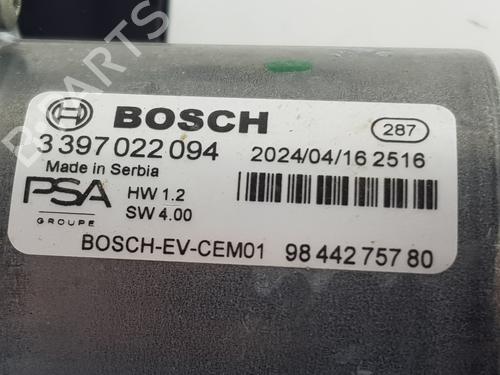 BOSCH
287
3 397 022 094
2024/04/16 2516
Made in Serbia
PSA
GROUPE
HW 1.2
SW 4.00
BOSCH-EV-CEM01
98 442 757 80